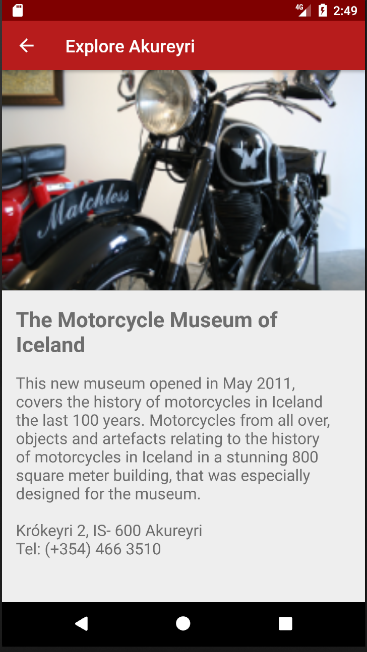 4G 2:49
Explore Akureyri
Matchless
M
The Motorcycle Museum of
Iceland
This new museum opened in May 2011,
covers the history of motorcycles in Iceland
the last 100 years. Motorcycles from all over,
objects and artefacts relating to the history
of motorcycles in Iceland in a stunning 800
square meter building, that was especially
designed for the museum.
Krókeyri 2, IS- 600 Akureyri
Tel: (+354) 466 3510